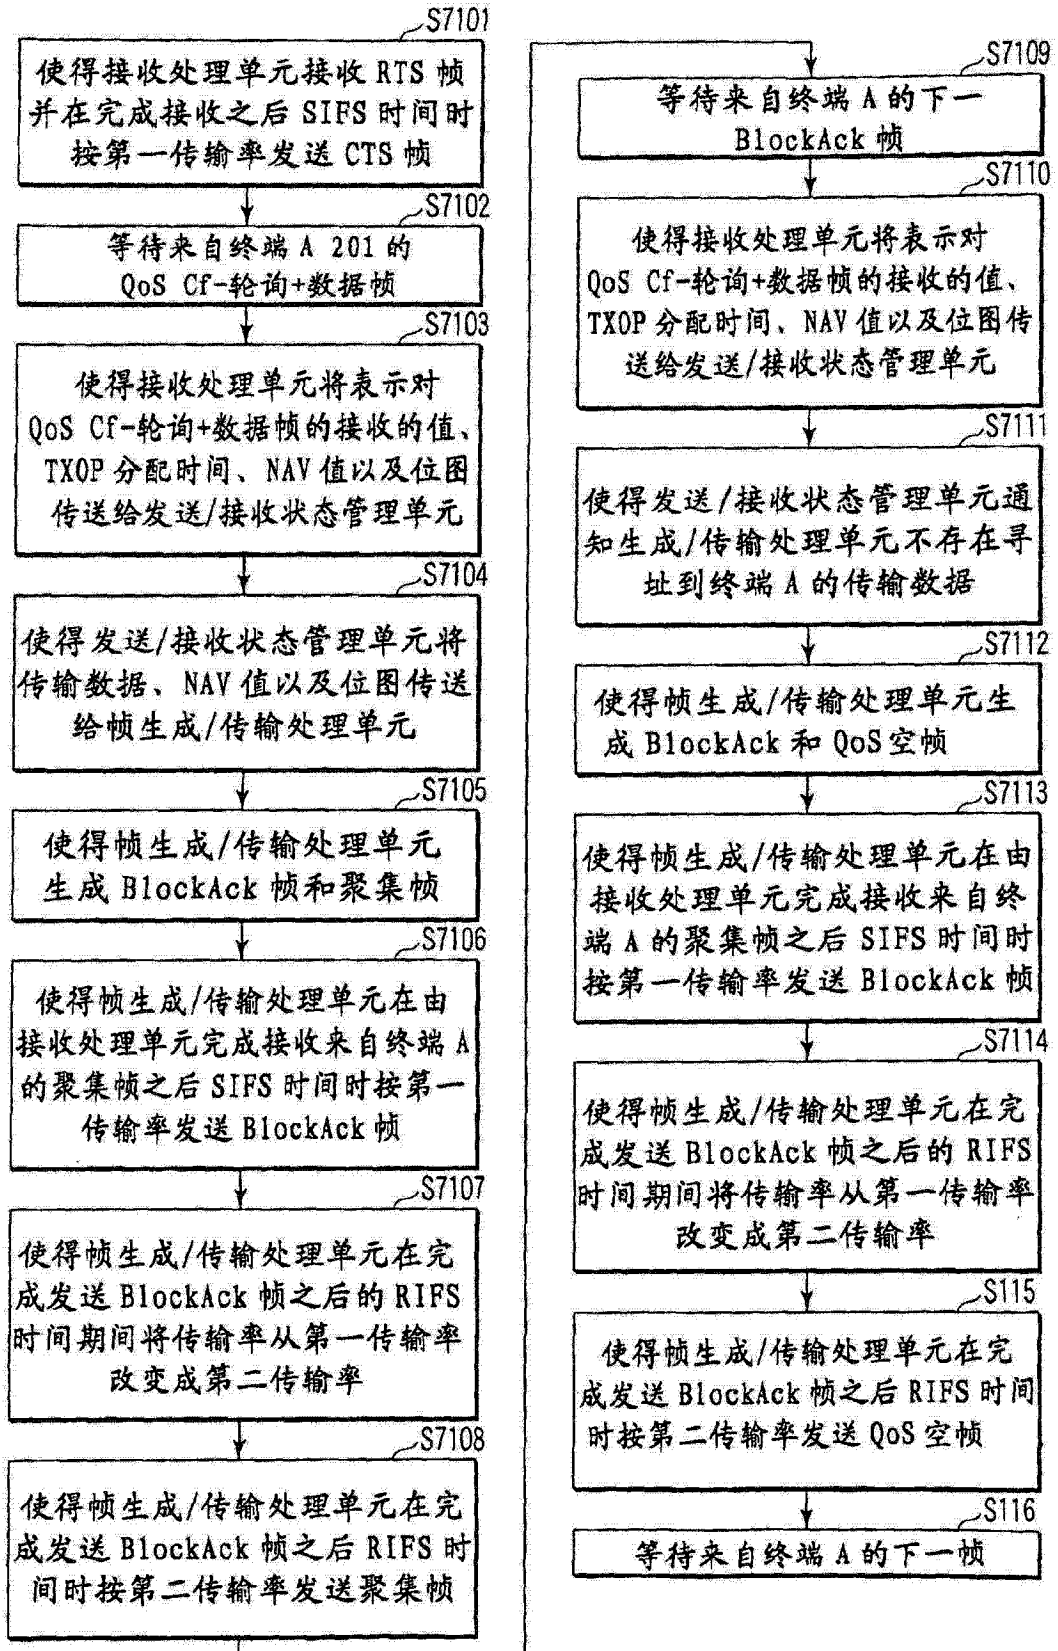 S7101
使得接收处理单元接收 RTS 帧
并在完成接收之后 SIFS 时间时
按第一传输率发送 CTS 帧
S7102
等待来自终端 A 201 的
QoS Cf-轮询+数据帧
S7103
使得接收处理单元将表示对
QoS Cf-轮询+数据帧的接收的值、
TXOP 分配时间、NAV 值以及位图
传送给发送/接收状态管理单元
S7104
使得发送/接收状态管理单元将
传输数据、NAV 值以及位图传送
给帧生成/传输处理单元
S7105
使得帧生成/传输处理单元
生成 BlockAck 帧和聚集帧
S7106
使得帧生成/传输处理单元在由
接收处理单元完成接收来自终端 A
的聚集帧之后 SIFS 时间时按第一
传输率发送 BlockAck 帧
S7107
使得帧生成/传输处理单元在完
成发送 BlockAck 帧之后的 RIFS
时间期间将传输率从第一传输率
改变成第二传输率
S7108
使得帧生成/传输处理单元在完
成发送 BlockAck 帧之后 RIFS 时
间时按第二传输率发送聚集帧
S7109
等待来自终端 A 的下一
BlockAck 帧
S7110
使得接收处理单元将表示对
QoS Cf-轮询+数据帧的接收的值、
TXOP 分配时间、NAV 值以及位图传
送给发送/接收状态管理单元
S7111
使得发送/接收状态管理单元通
知生成/传输处理单元不存在寻
址到终端 A 的传输数据
S7112
使得帧生成/传输处理单元生
成 BlockAck 和 QoS 空帧
S7113
使得帧生成/传输处理单元在由
接收处理单元完成接收来自终
端 A 的聚集帧之后 SIFS 时间时
按第一传输率发送 BlockAck 帧
S7114
使得帧生成/传输处理单元在完
成发送 BlockAck 帧之后的 RIFS
时间期间将传输率从第一传输率
改变成第二传输率
S115
使得帧生成/传输处理单元在完
成发送 BlockAck 帧之后 RIFS 时间
时按第二传输率发送 QoS 空帧
S116
等待来自终端 A 的下一帧